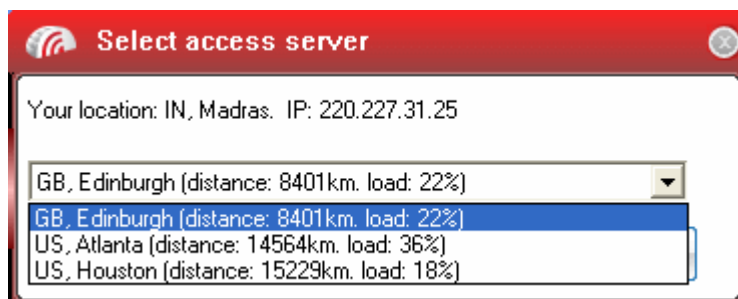 Select access server
Your location: IN, Madras.  IP: 220.227.31.25
GB, Edinburgh (distance: 8401km. load: 22%)
GB, Edinburgh (distance: 8401km. load: 22%)
US, Atlanta (distance: 14564km. load: 36%)
US, Houston (distance: 15229km. load: 18%)